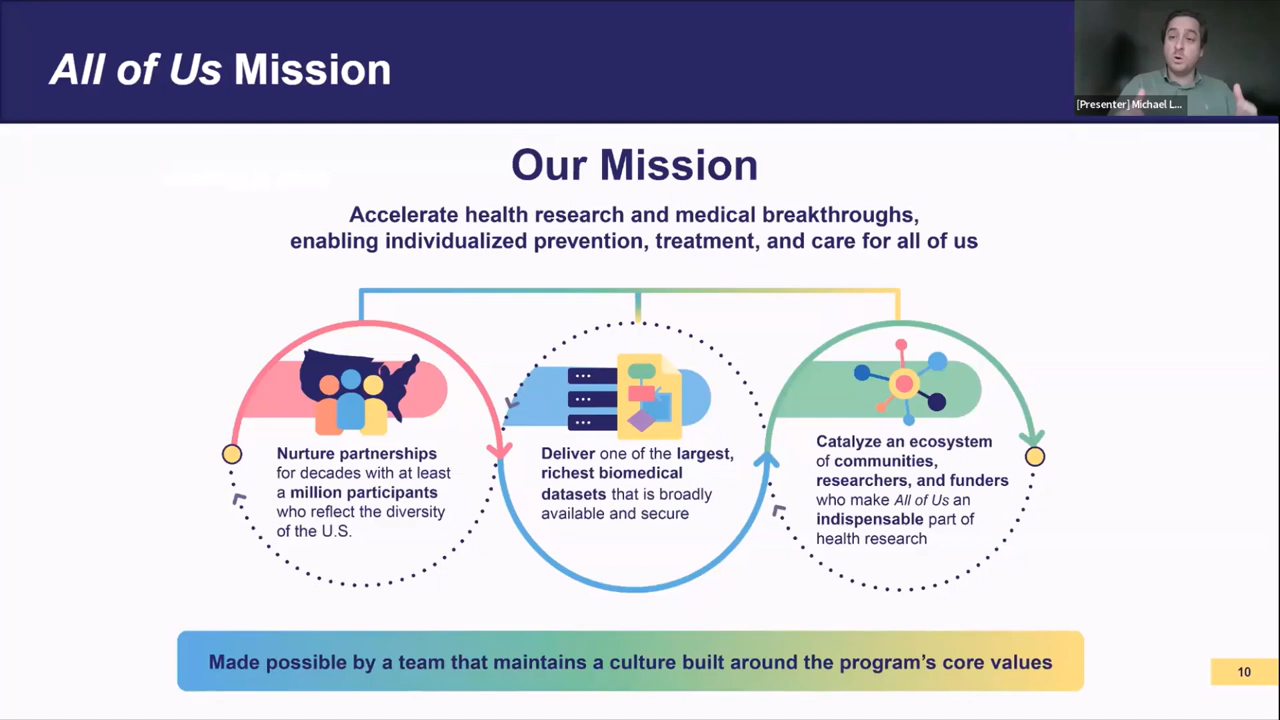 All of Us Mission
[Presenter] Michael L...
Our Mission
Accelerate health research and medical breakthroughs,
enabling individualized prevention, treatment, and care for all of us
Nurture partnerships
for decades with at least
a million participants
who reflect the diversity
of the U.S.
Deliver one of the largest,
richest biomedical
datasets that is broadly
available and secure
Catalyze an ecosystem
of communities,
researchers, and funders
who make All of Us an
indispensable part of
health research
Made possible by a team that maintains a culture built around the program's core values
10